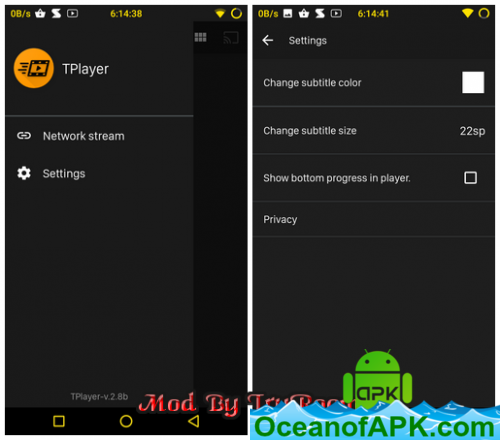 0B/s 6:14:38
TPlayer
Network stream
Settings
TPlayer-v.2.8b
0B/s 6:14:41
Settings
Change subtitle color
Change subtitle size 22sp
Show bottom progress in player.
Privacy
Mod By
APK
OceanofAPK.com